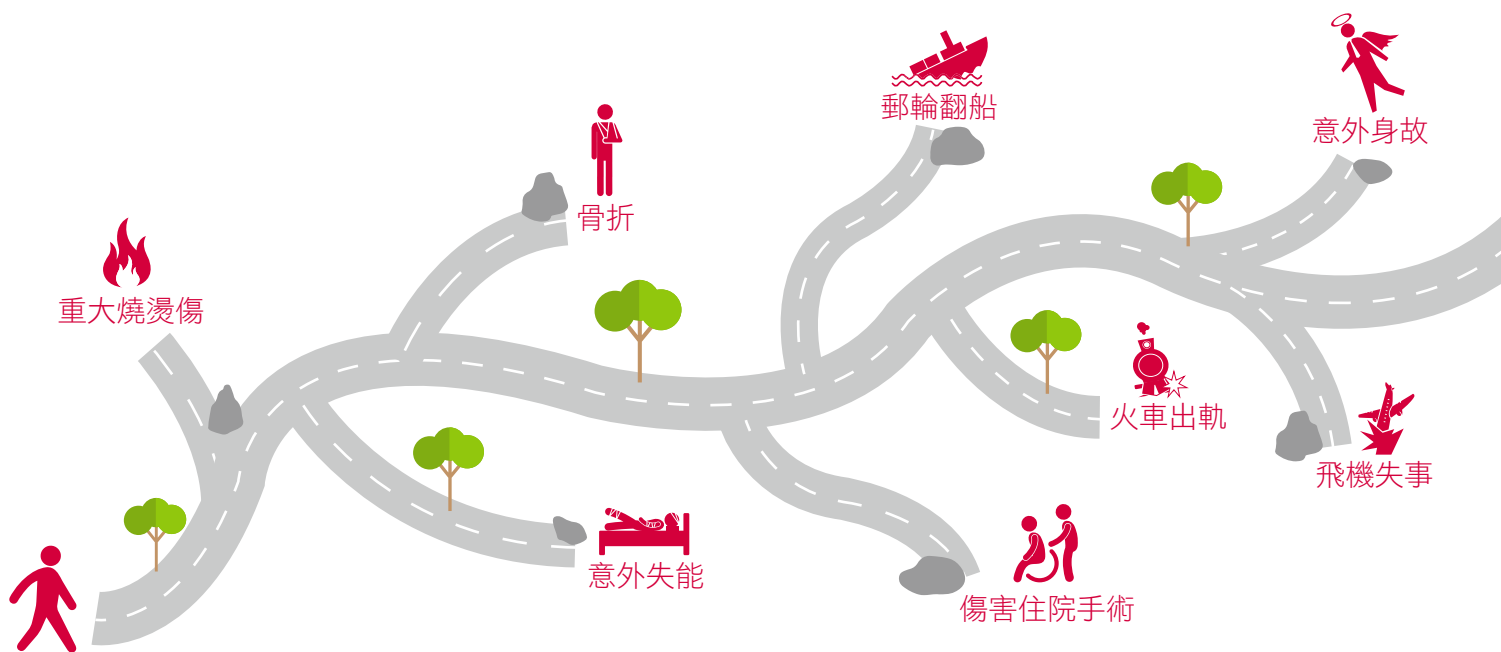 郵輪翻船
意外身故
骨折
重大燒燙傷
火車出軌
飛機失事
意外失能
傷害住院手術